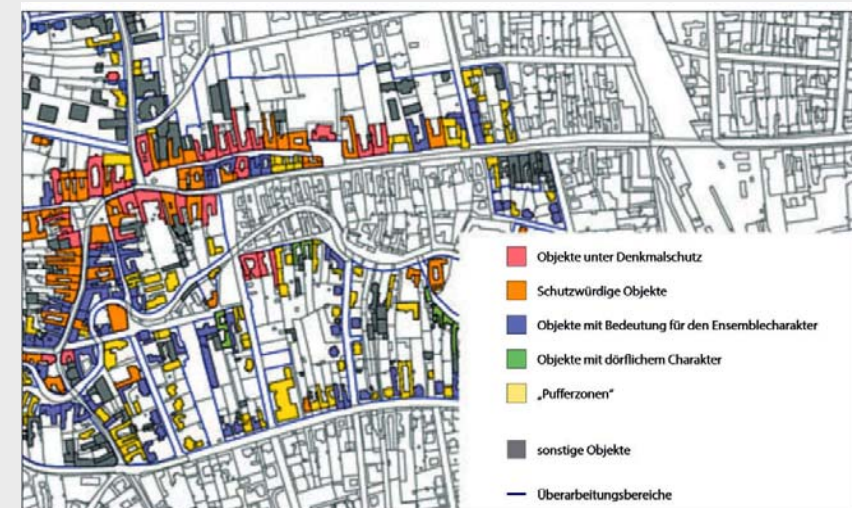 Objekte unter Denkmalschutz
Schutzwürdige Objekte
Objekte mit Bedeutung für den Ensemblecharakter
Objekte mit dörflichem Charakter
„Pufferzonen“
sonstige Objekte
Überarbeitungsbereiche